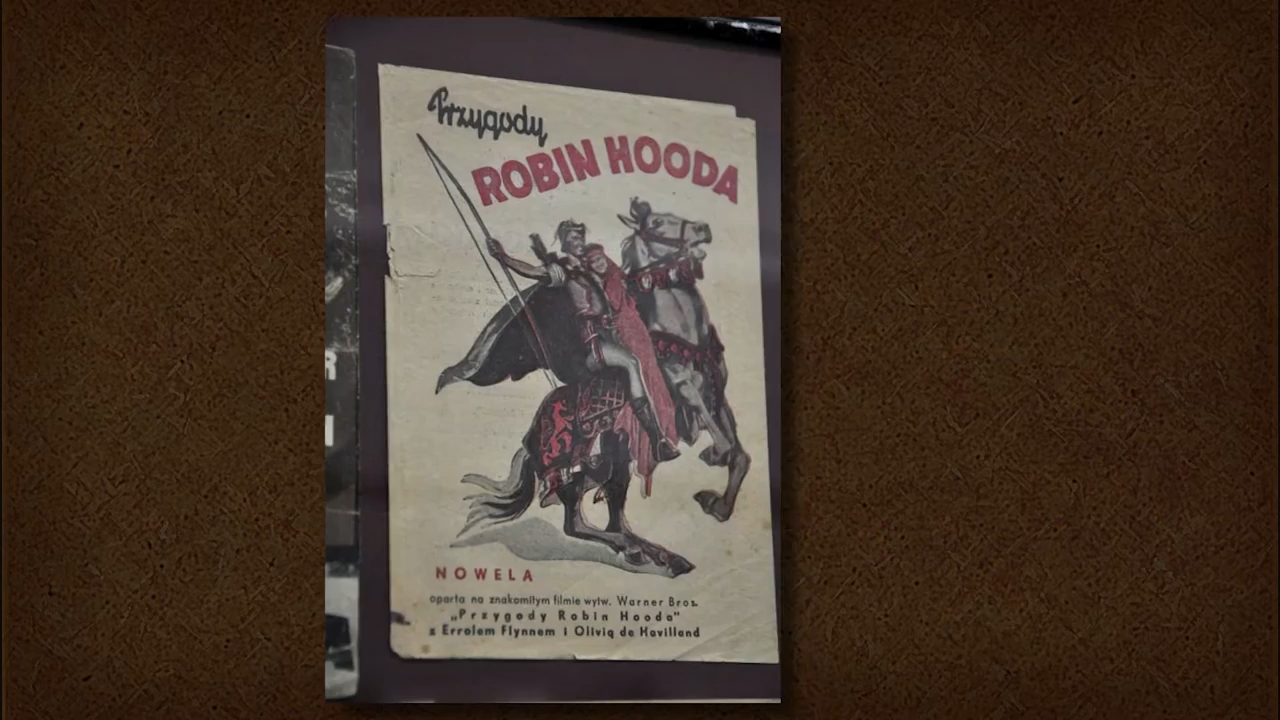 Przygody
ROBIN HOODA
NOWELA
oparta na znakomitym filmie wytw. Warner Bros.
„Przygody Robin Hooda"
z Errolem Flynnem i Olivią de Havilland